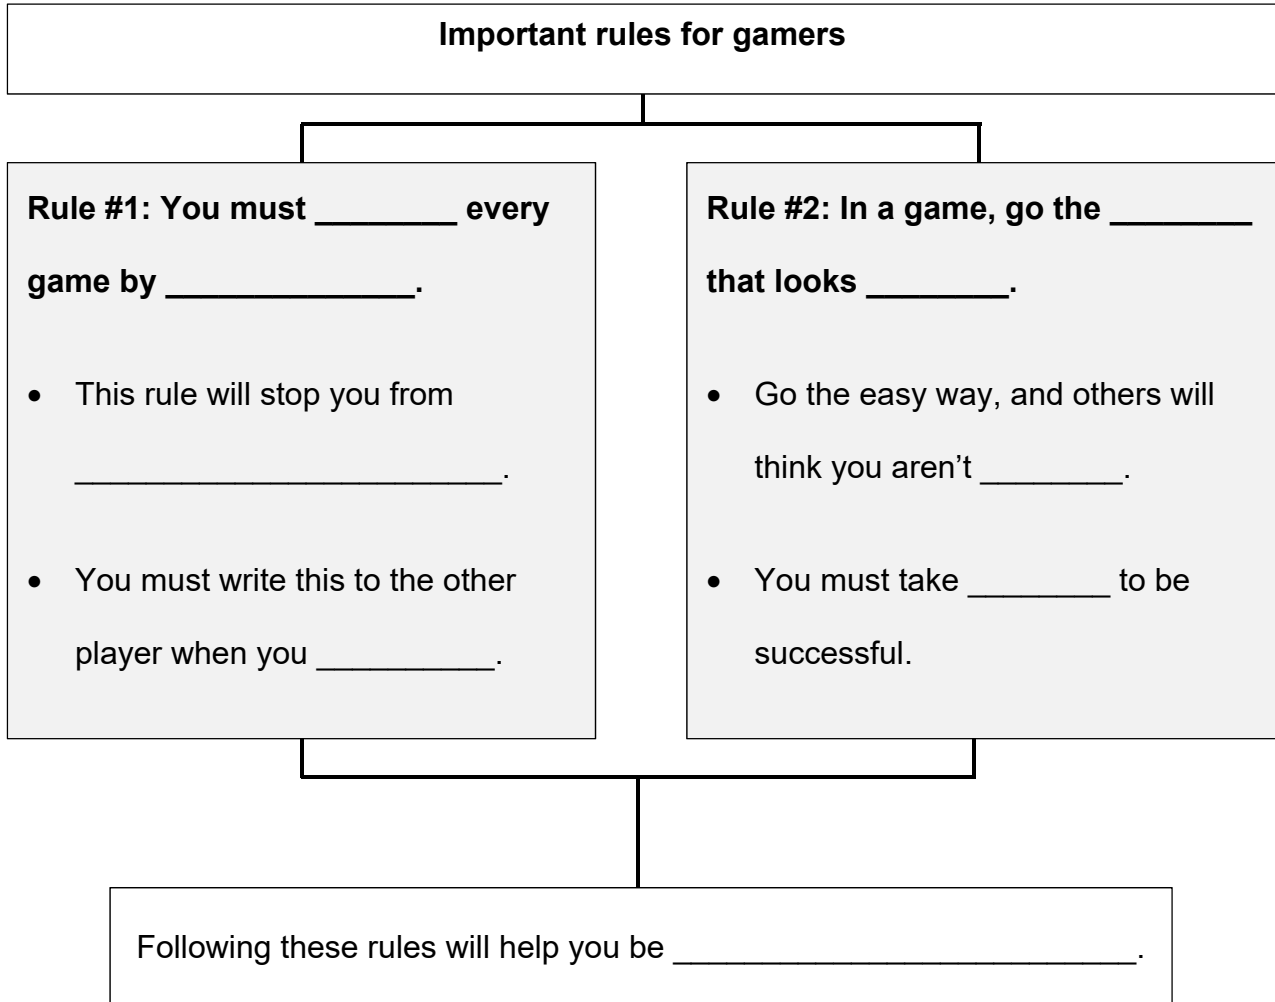 Important rules for gamers
Rule #1: You must ________ every
game by ______________.
• This rule will stop you from
________________________.
• You must write this to the other
player when you __________.
Rule #2: In a game, go the ________
that looks ________.
• Go the easy way, and others will
think you aren’t ________.
• You must take ________ to be
successful.
Following these rules will help you be __________________________.